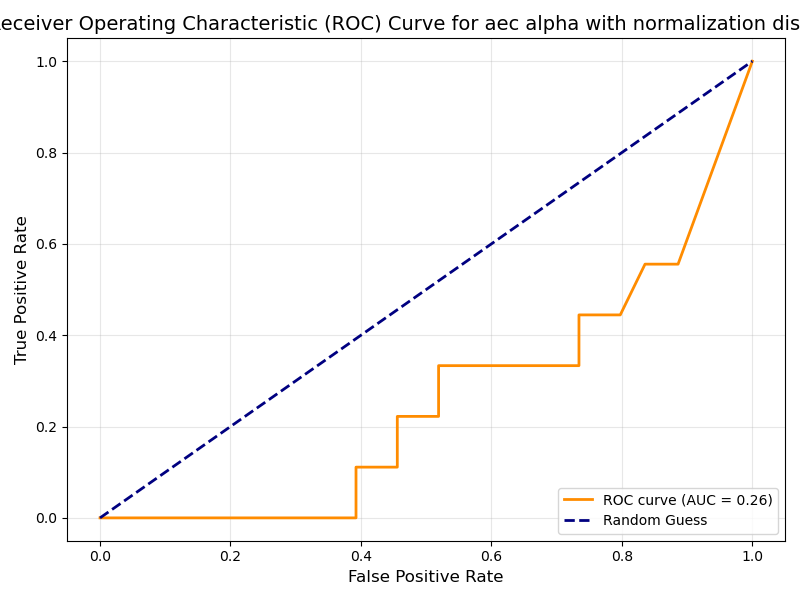 Receiver Operating Characteristic (ROC) Curve for aec alpha with normalization dis
1.0
0.8
0.6
0.4
0.2
0.0
True Positive Rate
0.0 0.2 0.4 0.6 0.8 1.0
False Positive Rate
ROC curve (AUC = 0.26)
Random Guess